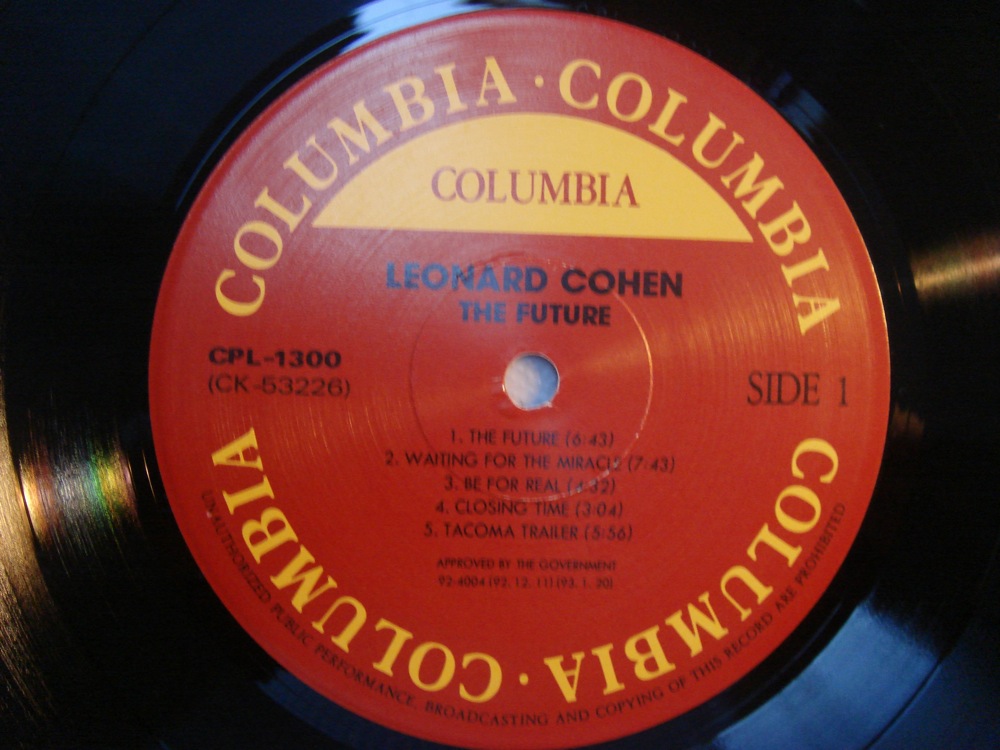 COLUMBIA · COLUMBIA
COLUMBIA
LEONARD COHEN
THE FUTURE
CPL-1300
(CK-53226)
SIDE 1
1. THE FUTURE (6:43)
2. WAITING FOR THE MIRACLE (7:43)
3. BE FOR REAL (4:32)
4. CLOSING TIME (3:04)
5. TACOMA TRAILER (5:56)
APPROVED BY THE GOVERNMENT
92-4004 (92. 12. 11) (93. 1. 20)
COLUMBIA · COLUMBIA
UNAUTHORIZED PUBLIC PERFORMANCE, BROADCASTING AND COPYING OF THIS RECORD ARE PROHIBITED